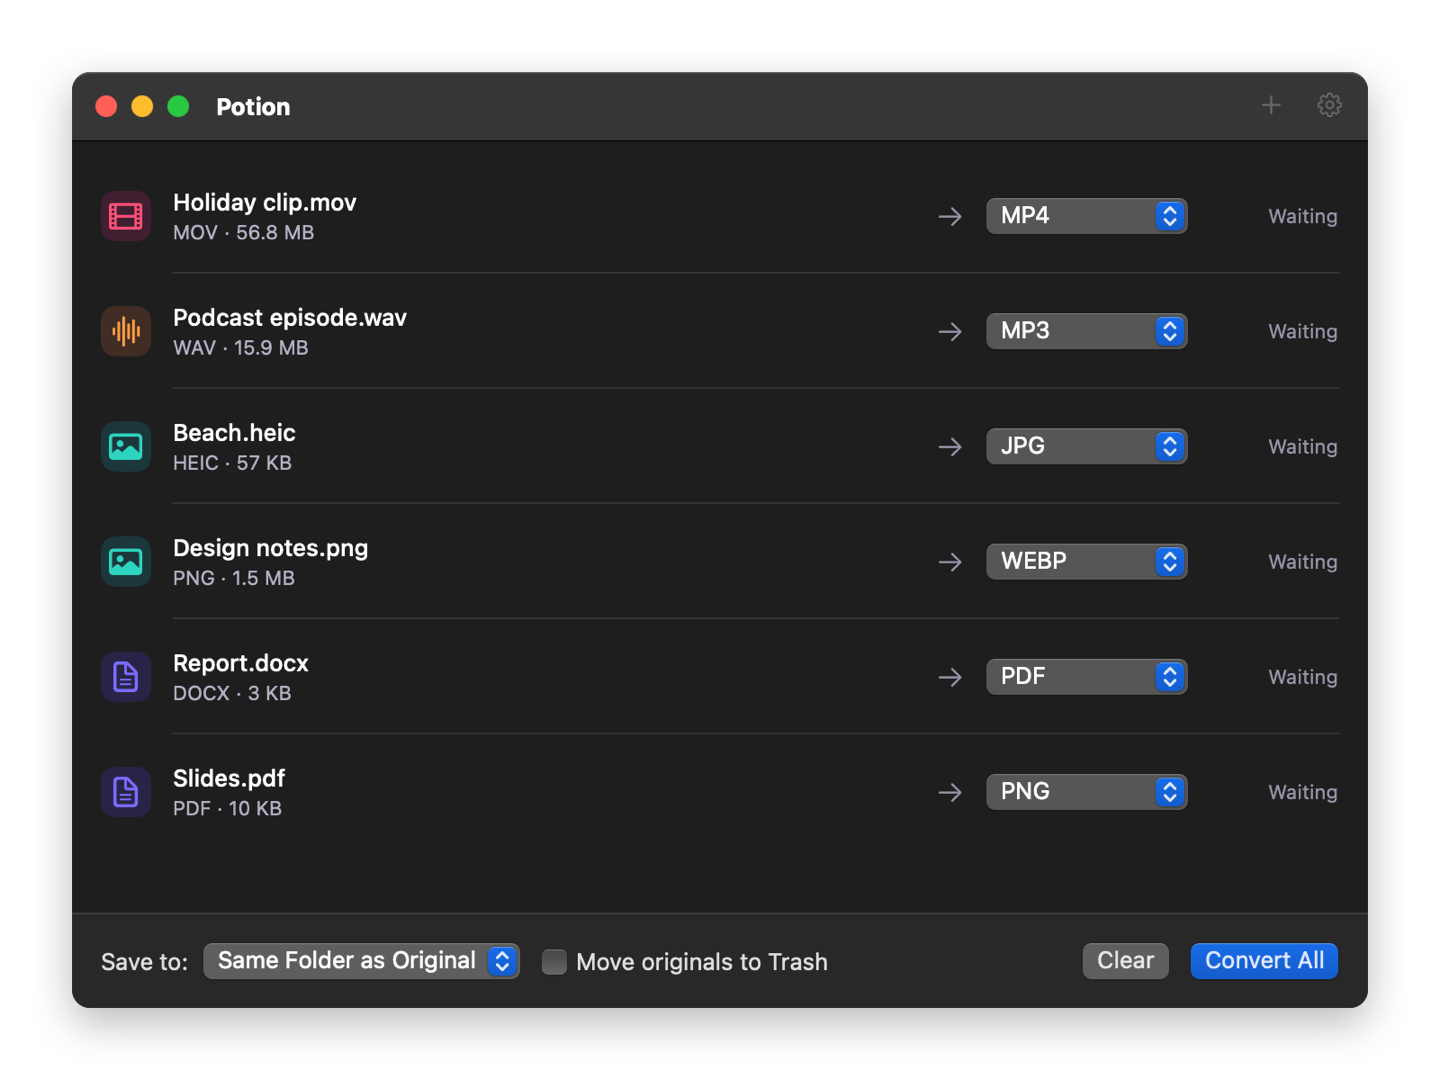 Potion
Holiday clip.mov
MOV · 56.8 MB
MP4
Waiting
Podcast episode.wav
WAV · 15.9 MB
MP3
Waiting
Beach.heic
HEIC · 57 KB
JPG
Waiting
Design notes.png
PNG · 1.5 MB
WEBP
Waiting
Report.docx
DOCX · 3 KB
PDF
Waiting
Slides.pdf
PDF · 10 KB
PNG
Waiting
Save to: Same Folder as Original Move originals to Trash Clear Convert All